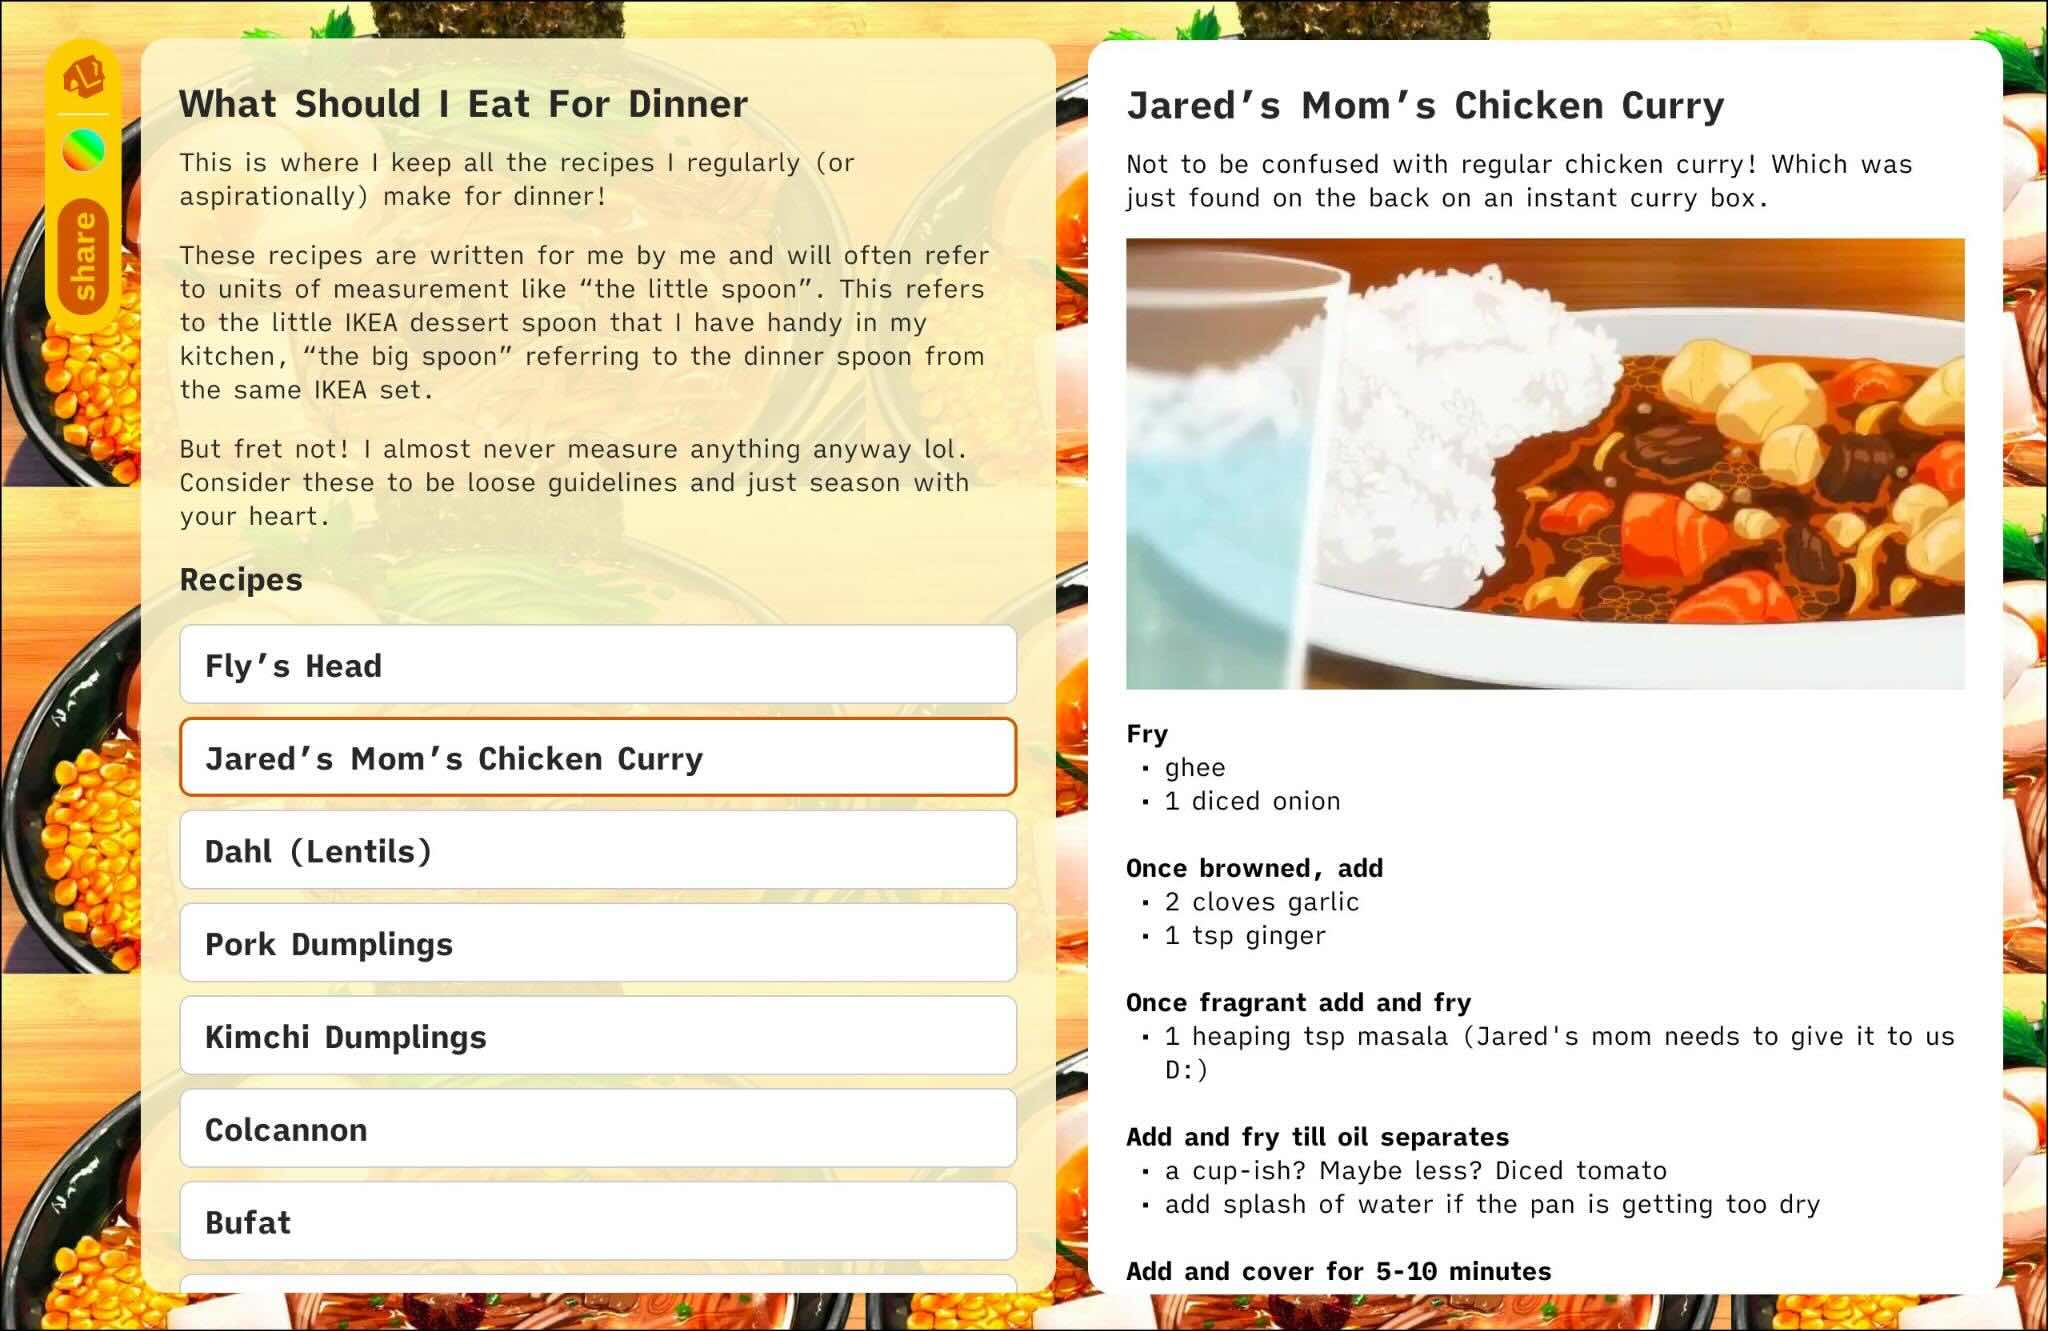 share
What Should I Eat For Dinner
This is where I keep all the recipes I regularly (or
aspirationally) make for dinner!
These recipes are written for me by me and will often refer
to units of measurement like “the little spoon”. This refers
to the little IKEA dessert spoon that I have handy in my
kitchen, “the big spoon” referring to the dinner spoon from
the same IKEA set.
But fret not! I almost never measure anything anyway lol.
Consider these to be loose guidelines and just season with
your heart.
Recipes
Fly’s Head
Jared’s Mom’s Chicken Curry
Dahl (Lentils)
Pork Dumplings
Kimchi Dumplings
Colcannon
Bufat
Jared’s Mom’s Chicken Curry
Not to be confused with regular chicken curry! Which was
just found on the back on an instant curry box.
Fry
▪ ghee
▪ 1 diced onion
Once browned, add
▪ 2 cloves garlic
▪ 1 tsp ginger
Once fragrant add and fry
▪ 1 heaping tsp masala (Jared's mom needs to give it to us
D:)
Add and fry till oil separates
▪ a cup-ish? Maybe less? Diced tomato
▪ add splash of water if the pan is getting too dry
Add and cover for 5-10 minutes